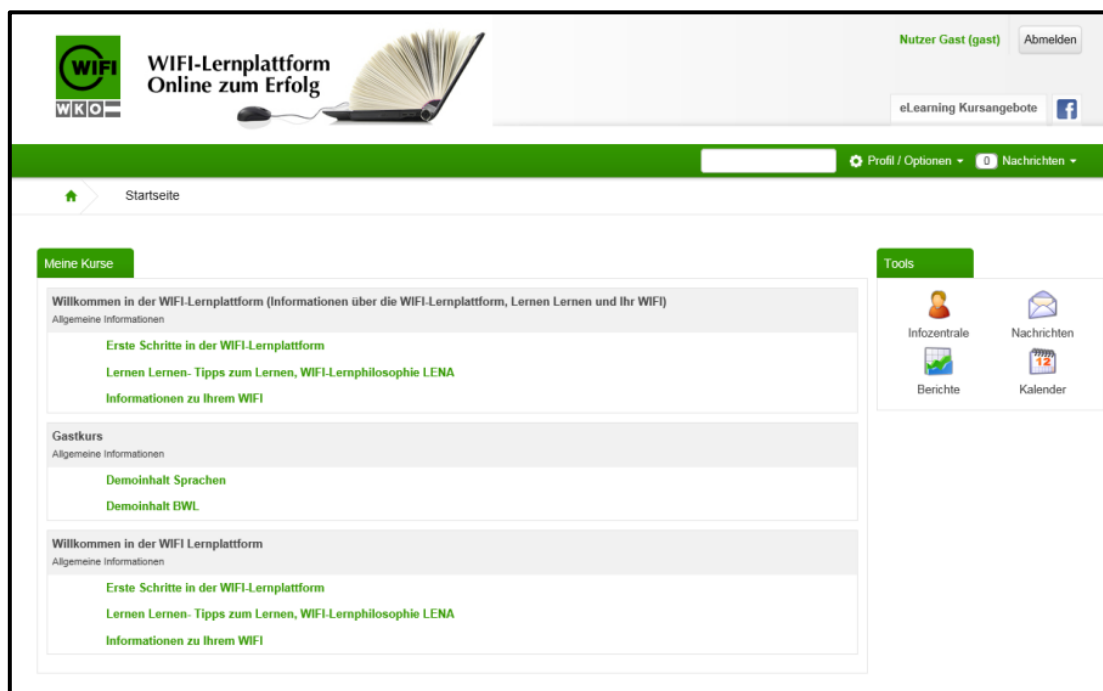 WIFI
WKO
WIFI-Lernplattform
Online zum Erfolg
Nutzer Gast (gast)
Abmelden
eLearning Kursangebote
f
Profil / Optionen
0 Nachrichten
Startseite
Meine Kurse
Willkommen in der WIFI-Lernplattform (Informationen über die WIFI-Lernplattform, Lernen Lernen und Ihr WIFI)
Allgemeine Informationen
Erste Schritte in der WIFI-Lernplattform
Lernen Lernen- Tipps zum Lernen, WIFI-Lernphilosophie LENA
Informationen zu Ihrem WIFI
Gastkurs
Allgemeine Informationen
Demoinhalt Sprachen
Demoinhalt BWL
Willkommen in der WIFI Lernplattform
Allgemeine Informationen
Erste Schritte in der WIFI-Lernplattform
Lernen Lernen- Tipps zum Lernen, WIFI-Lernphilosophie LENA
Informationen zu Ihrem WIFI
Tools
Infozentrale
Nachrichten
12
Berichte
Kalender